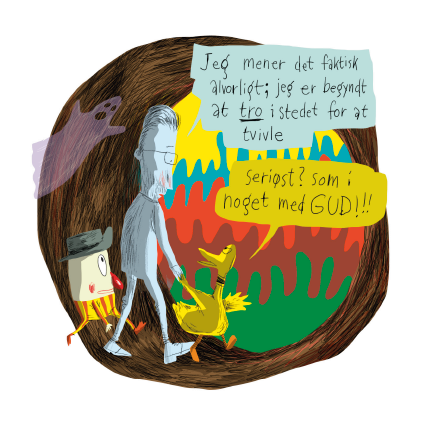 Jeg mener det faktisk
alvorligt; jeg er begyndt
at tro i stedet for at
tvivle
seriøst? som i
noget med GUD!!!